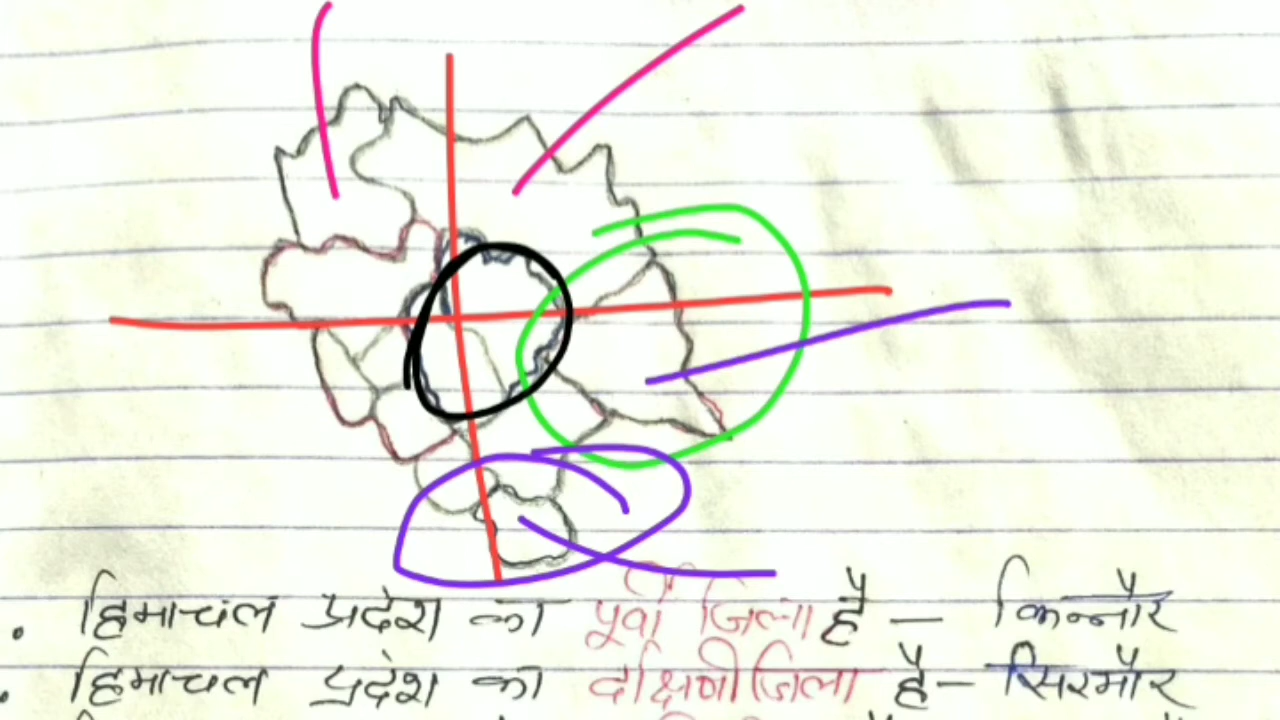 . हिमाचल प्रदेश का पूर्वी जिला है – किन्नौर
. हिमाचल प्रदेश का दक्षिणी जिला है – सिरमौर